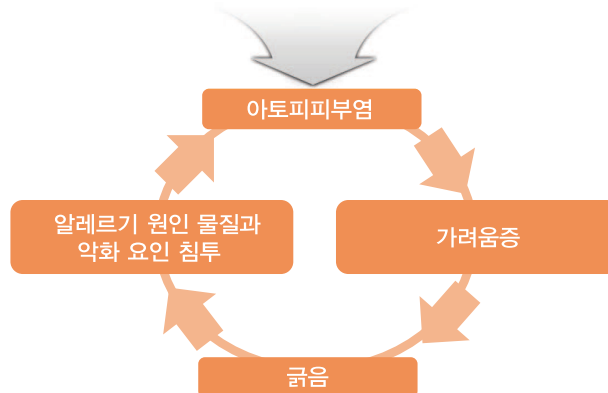 아토피피부염
알레르기 원인 물질과
악화 요인 침투
가려움증
긁음